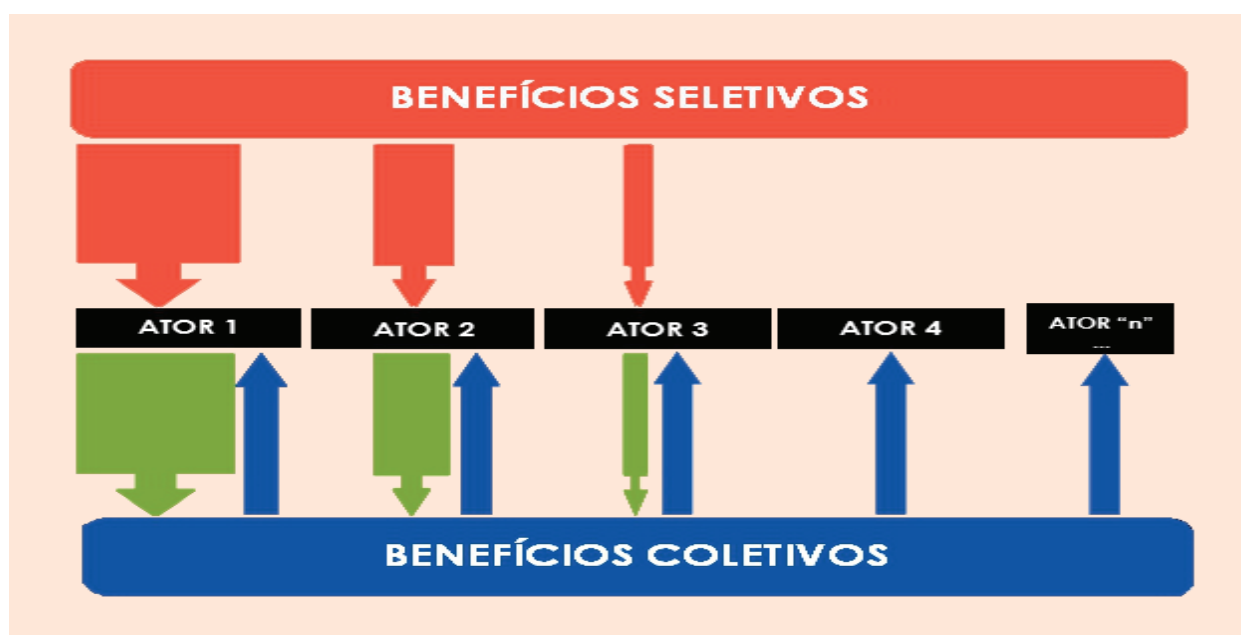 BENEFÍCIOS SELETIVOS
ATOR 1
ATOR 2
ATOR 3
ATOR 4
ATOR “n”
...
BENEFÍCIOS COLETIVOS